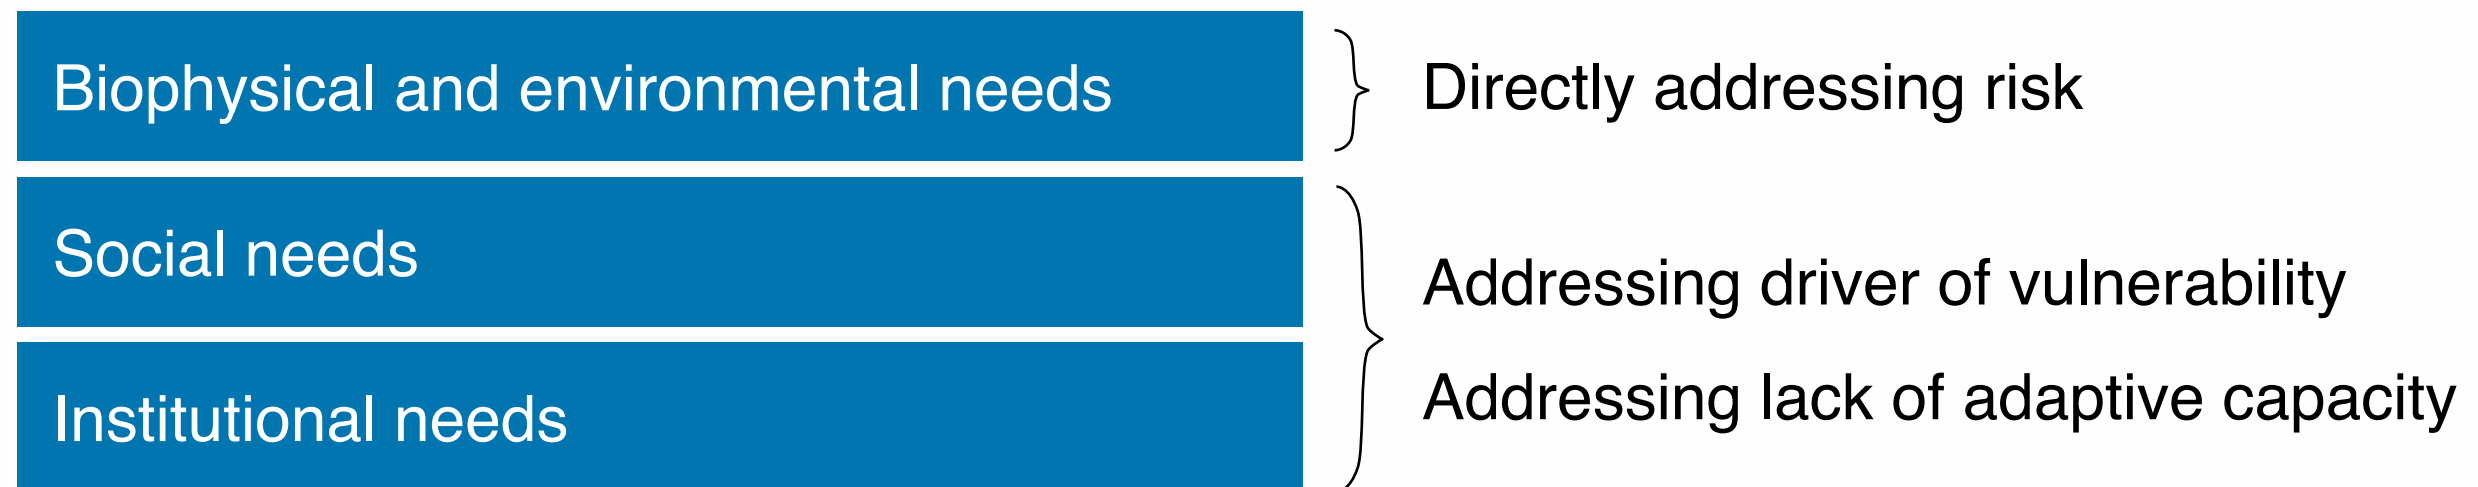 Biophysical and environmental needs
Directly addressing risk
Social needs
Addressing driver of vulnerability
Addressing lack of adaptive capacity
Institutional needs